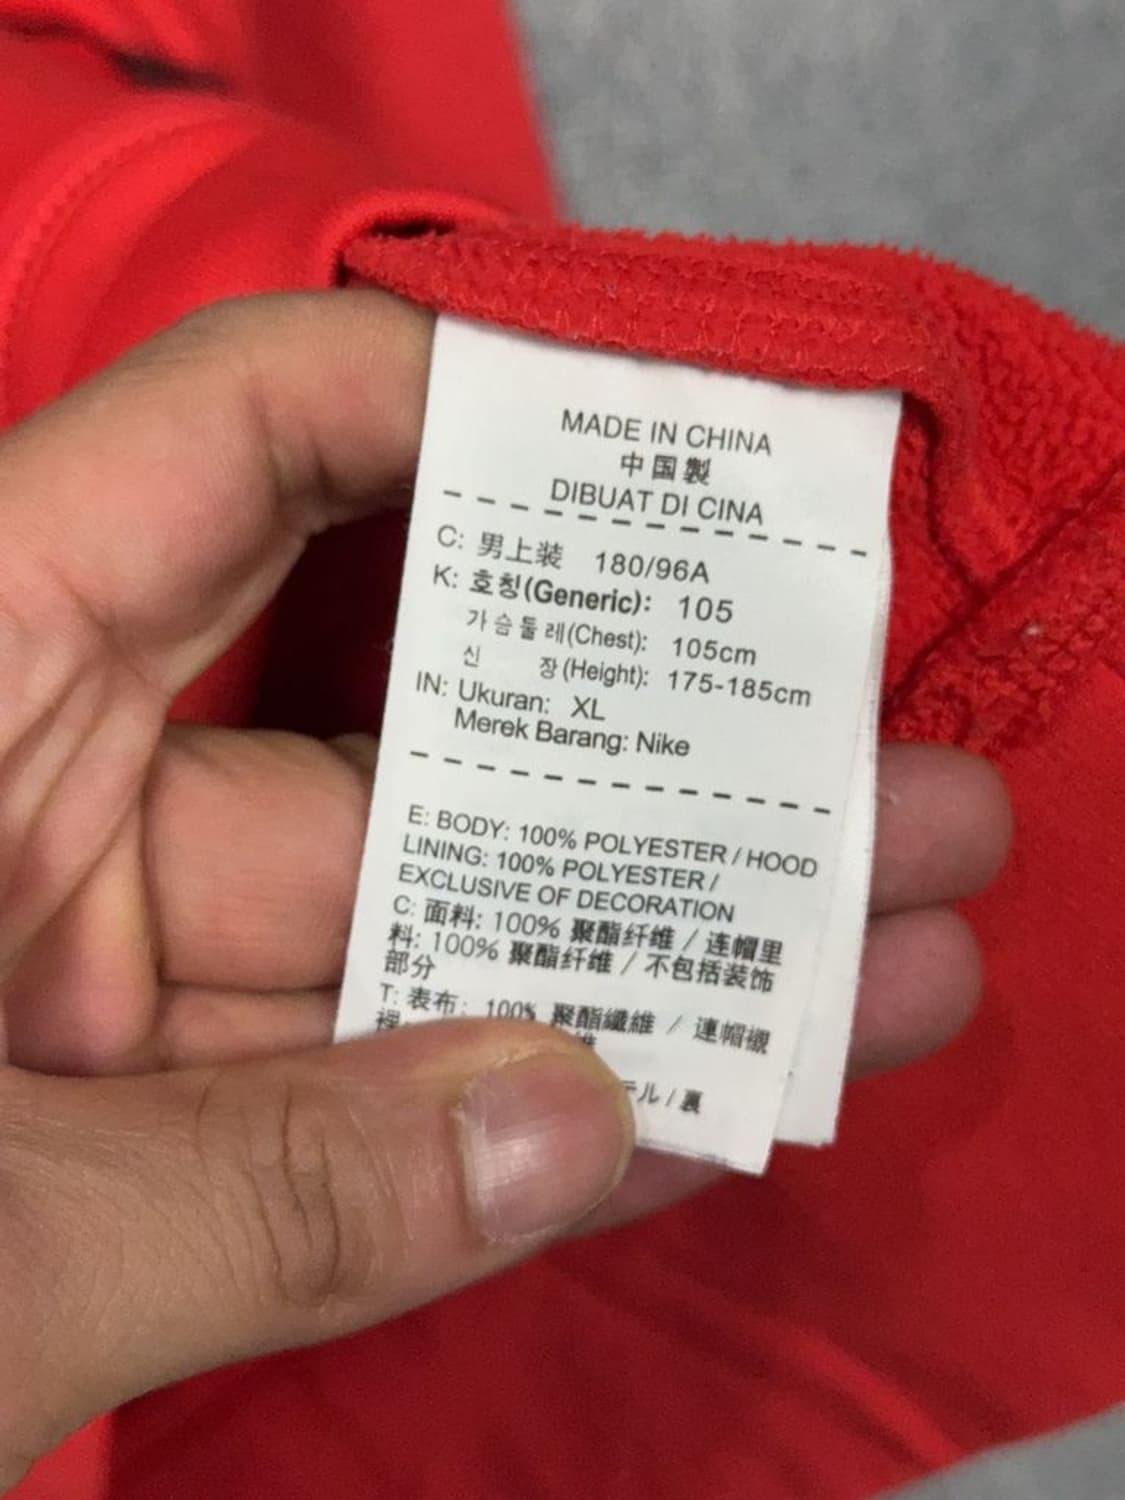 MADE IN CHINA
中国製
DIBUAT DI CINA
C: 男上装 180/96A
K: 호칭(Generic): 105
가슴둘레(Chest): 105cm
신 장(Height): 175-185cm
IN: Ukuran: XL
Merek Barang: Nike
E: BODY: 100% POLYESTER / HOOD
LINING: 100% POLYESTER /
EXCLUSIVE OF DECORATION
C: 面料: 100% 聚酯纤维 / 连帽里
料: 100% 聚酯纤维 / 不包括装饰
部分
T: 表布: 100% 聚酯纖維 / 連帽襯
裡
テル / 裏